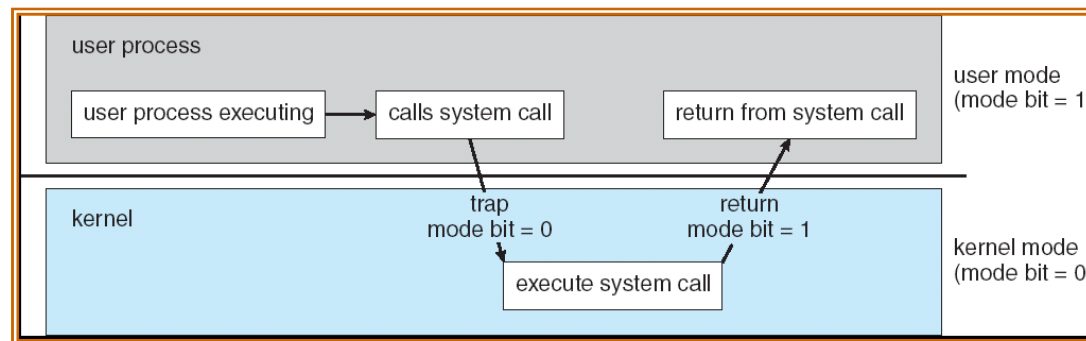 user process
user process executing
calls system call
return from system call
user mode
(mode bit = 1
kernel
trap
mode bit = 0
return
mode bit = 1
execute system call
kernel mode
(mode bit = 0